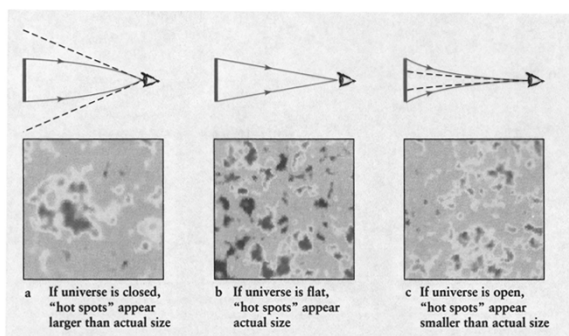 a If universe is closed,
“hot spots” appear
larger than actual size
b If universe is flat,
“hot spots” appear
actual size
c If universe is open,
“hot spots” appear
smaller than actual size